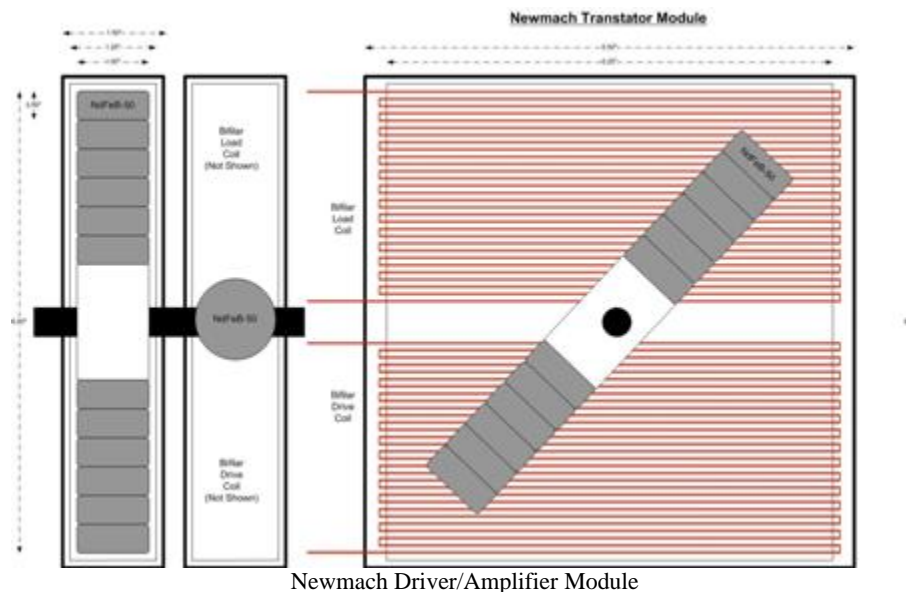 Newmach Transtator Module
NdFeB-50
Bifilar
Load
Coil
(Not Shown)
NdFeB-50
Bifilar
Drive
Coil
(Not Shown)
Bifilar
Load
Coil
Bifilar
Drive
Coil
NdFeB-50
Newmach Driver/Amplifier Module